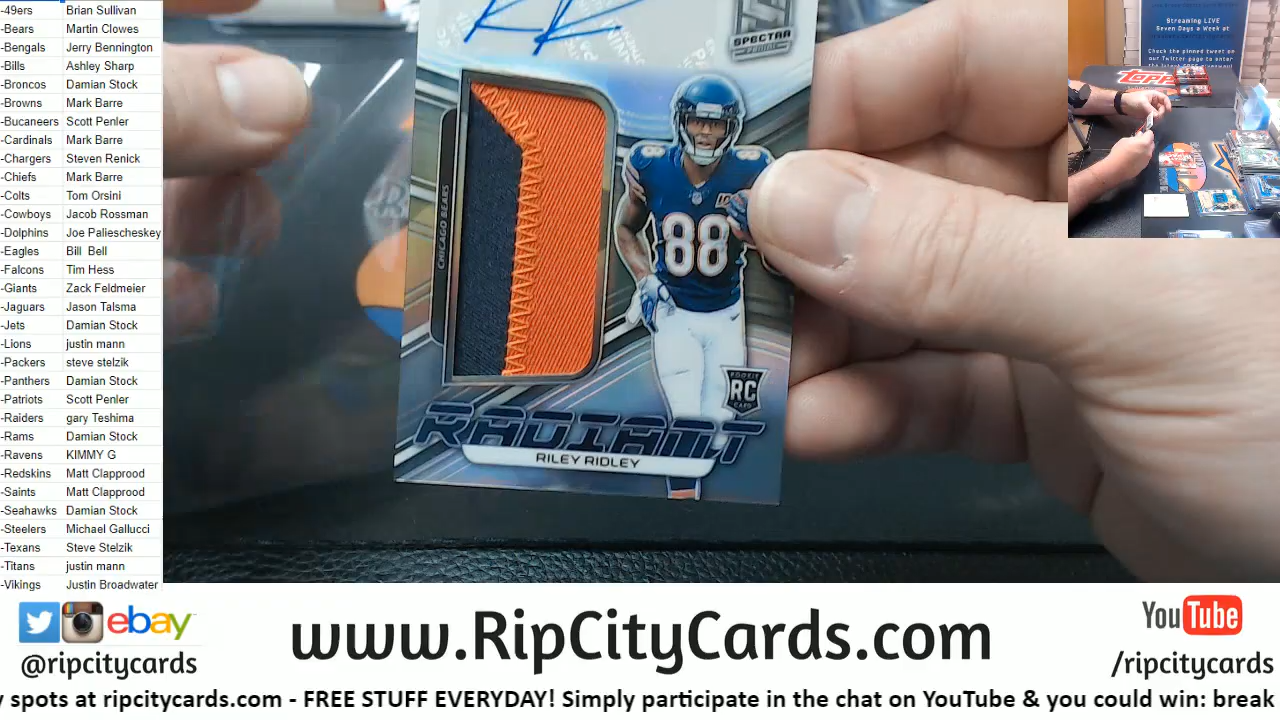 -49ers Brian Sullivan
-Bears Martin Clowes
-Bengals Jerry Bennington
-Bills Ashley Sharp
-Broncos Damian Stock
-Browns Mark Barre
-Bucaneers Scott Penler
-Cardinals Mark Barre
-Chargers Steven Renick
-Chiefs Mark Barre
-Colts Tom Orsini
-Cowboys Jacob Rossman
-Dolphins Joe Paliescheskey
-Eagles Bill Bell
-Falcons Tim Hess
-Giants Zack Feldmeier
-Jaguars Jason Talsma
-Jets Damian Stock
-Lions justin mann
-Packers steve stelzik
-Panthers Damian Stock
-Patriots Scott Penler
-Raiders gary Teshima
-Rams Damian Stock
-Ravens KIMMY G
-Redskins Matt Clapprood
-Saints Matt Clapprood
-Seahawks Damian Stock
-Steelers Michael Gallucci
-Texans Steve Stelzik
-Titans justin mann
-Vikings Justin Broadwater
SPECTRA
PANINI
CHICAGO BEARS
88
ROOKIE
RC
CARD
RADIANT
RILEY RIDLEY
Streaming LIVE
Seven Days a Week at
Check the pinned tweet on
our Twitter page to enter
Topps
ebay
@ripcitycards
www.RipCityCards.com
YouTube
/ripcitycards
y spots at ripcitycards.com - FREE STUFF EVERYDAY! Simply participate in the chat on YouTube & you could win: break